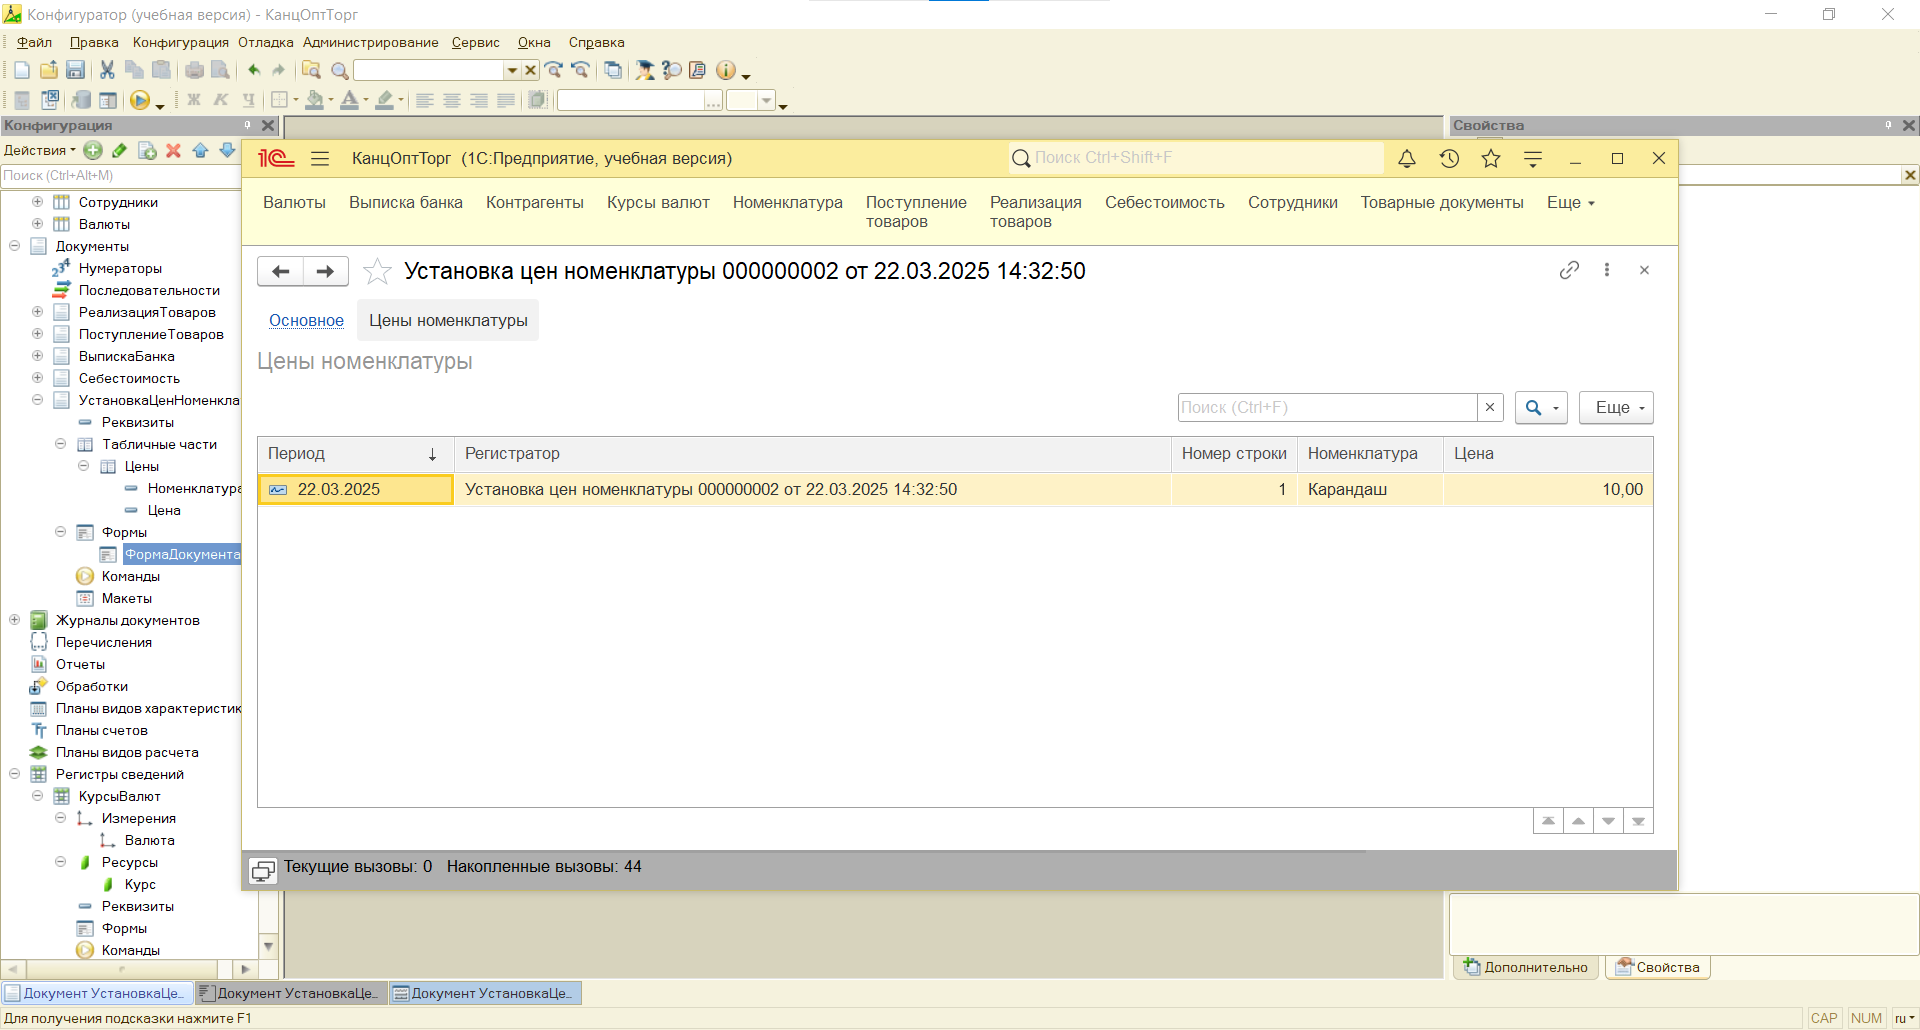 Конфигуратор (учебная версия) - КанцОптТорг
Файл Правка Конфигурация Отладка Администрирование Сервис Окна Справка
Ж К Ч
Конфигурация
Действия
Поиск (Ctrl+Alt+M)
Сотрудники
Валюты
Документы
Нумераторы
Последовательности
РеализацияТоваров
ПоступлениеТоваров
ВыпискаБанка
Себестоимость
УстановкаЦенНоменкла
Реквизиты
Табличные части
Цены
Номенклатура
Цена
Формы
ФормаДокумента
Команды
Макеты
Журналы документов
Перечисления
Отчеты
Обработки
Планы видов характеристик
Планы счетов
Планы видов расчета
Регистры сведений
КурсыВалют
Измерения
Валюта
Ресурсы
Курс
Реквизиты
Формы
Команды
1С КанцОптТорг (1С:Предприятие, учебная версия)
Поиск Ctrl+Shift+F
Валюты Выписка банка Контрагенты Курсы валют Номенклатура Поступление товаров Реализация товаров Себестоимость Сотрудники Товарные документы Еще
Установка цен номенклатуры 000000002 от 22.03.2025 14:32:50
Основное Цены номенклатуры
Цены номенклатуры
Поиск (Ctrl+F) Еще
Период Регистратор Номер строки Номенклатура Цена
22.03.2025 Установка цен номенклатуры 000000002 от 22.03.2025 14:32:50 1 Карандаш 10,00
Текущие вызовы: 0 Накопленные вызовы: 44
Свойства
Дополнительно Свойства
Документ УстановкаЦе... Документ УстановкаЦе... Документ УстановкаЦе...
Для получения подсказки нажмите F1
CAP NUM ru